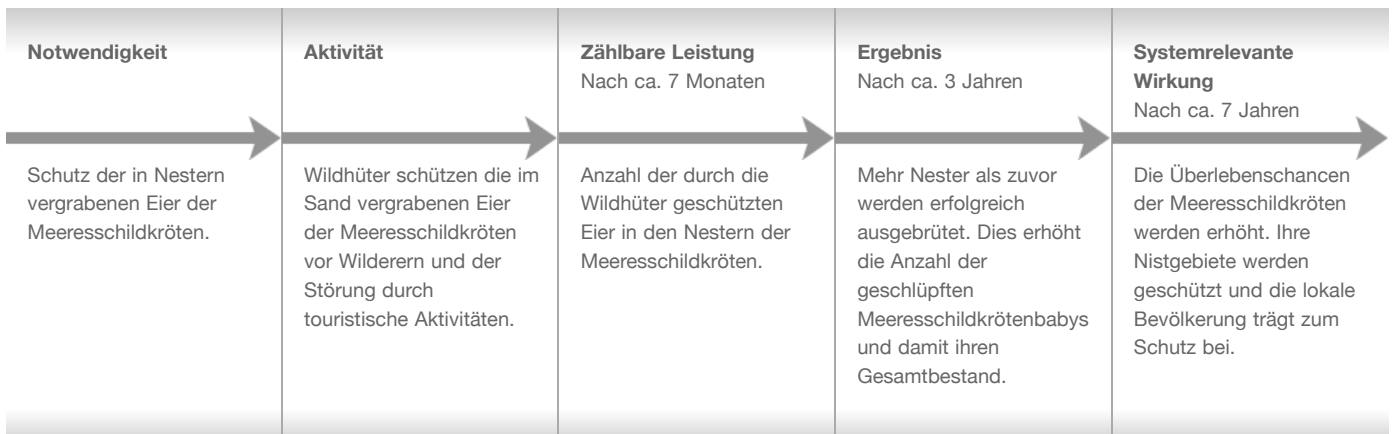 Notwendigkeit
Schutz der in Nestern
vergrabenen Eier der
Meeresschildkröten.
Aktivität
Wildhüter schützen die im
Sand vergrabenen Eier
der Meeresschildkröten
vor Wilderern und der
Störung durch
touristische Aktivitäten.
Zählbare Leistung
Nach ca. 7 Monaten
Anzahl der durch die
Wildhüter geschützten
Eier in den Nestern der
Meeresschildkröten.
Ergebnis
Nach ca. 3 Jahren
Mehr Nester als zuvor
werden erfolgreich
ausgebrütet. Dies erhöht
die Anzahl der
geschlüpften
Meeresschildkrötenbabys
und damit ihren
Gesamtbestand.
Systemrelevante
Wirkung
Nach ca. 7 Jahren
Die Überlebenschancen
der Meeresschildkröten
werden erhöht. Ihre
Nistgebiete werden
geschützt und die lokale
Bevölkerung trägt zum
Schutz bei.